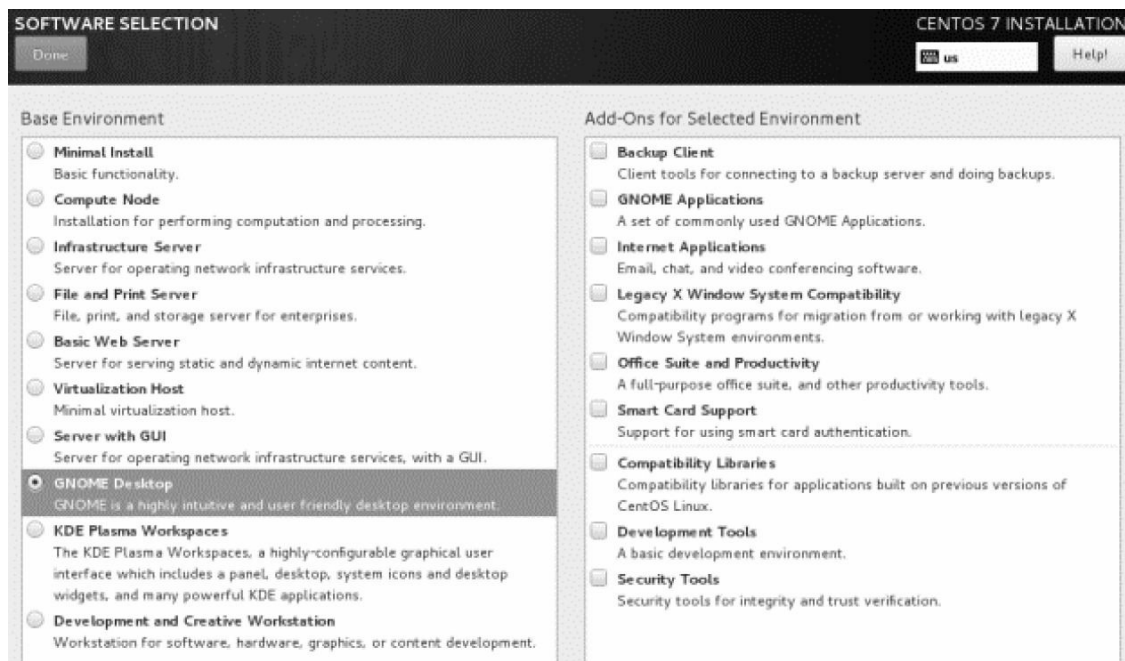 SOFTWARE SELECTION
CENTOS 7 INSTALLATION
Done
us
Help!
Base Environment
Minimal Install
Basic functionality.
Compute Node
Installation for performing computation and processing.
Infrastructure Server
Server for operating network infrastructure services.
File and Print Server
File, print, and storage server for enterprises.
Basic Web Server
Server for serving static and dynamic internet content.
Virtualization Host
Minimal virtualization host.
Server with GUI
Server for operating network infrastructure services, with a GUI.
GNOME Desktop
GNOME is a highly intuitive and user friendly desktop environment.
KDE Plasma Workspaces
The KDE Plasma Workspaces, a highly-configurable graphical user
interface which includes a panel, desktop, system icons and desktop
widgets, and many powerful KDE applications.
Development and Creative Workstation
Workstation for software, hardware, graphics, or content development.
Add-Ons for Selected Environment
Backup Client
Client tools for connecting to a backup server and doing backups.
GNOME Applications
A set of commonly used GNOME Applications.
Internet Applications
Email, chat, and video conferencing software.
Legacy X Window System Compatibility
Compatibility programs for migration from or working with legacy X
Window System environments.
Office Suite and Productivity
A full-purpose office suite, and other productivity tools.
Smart Card Support
Support for using smart card authentication.
Compatibility Libraries
Compatibility libraries for applications built on previous versions of
CentOS Linux.
Development Tools
A basic development environment.
Security Tools
Security tools for integrity and trust verification.